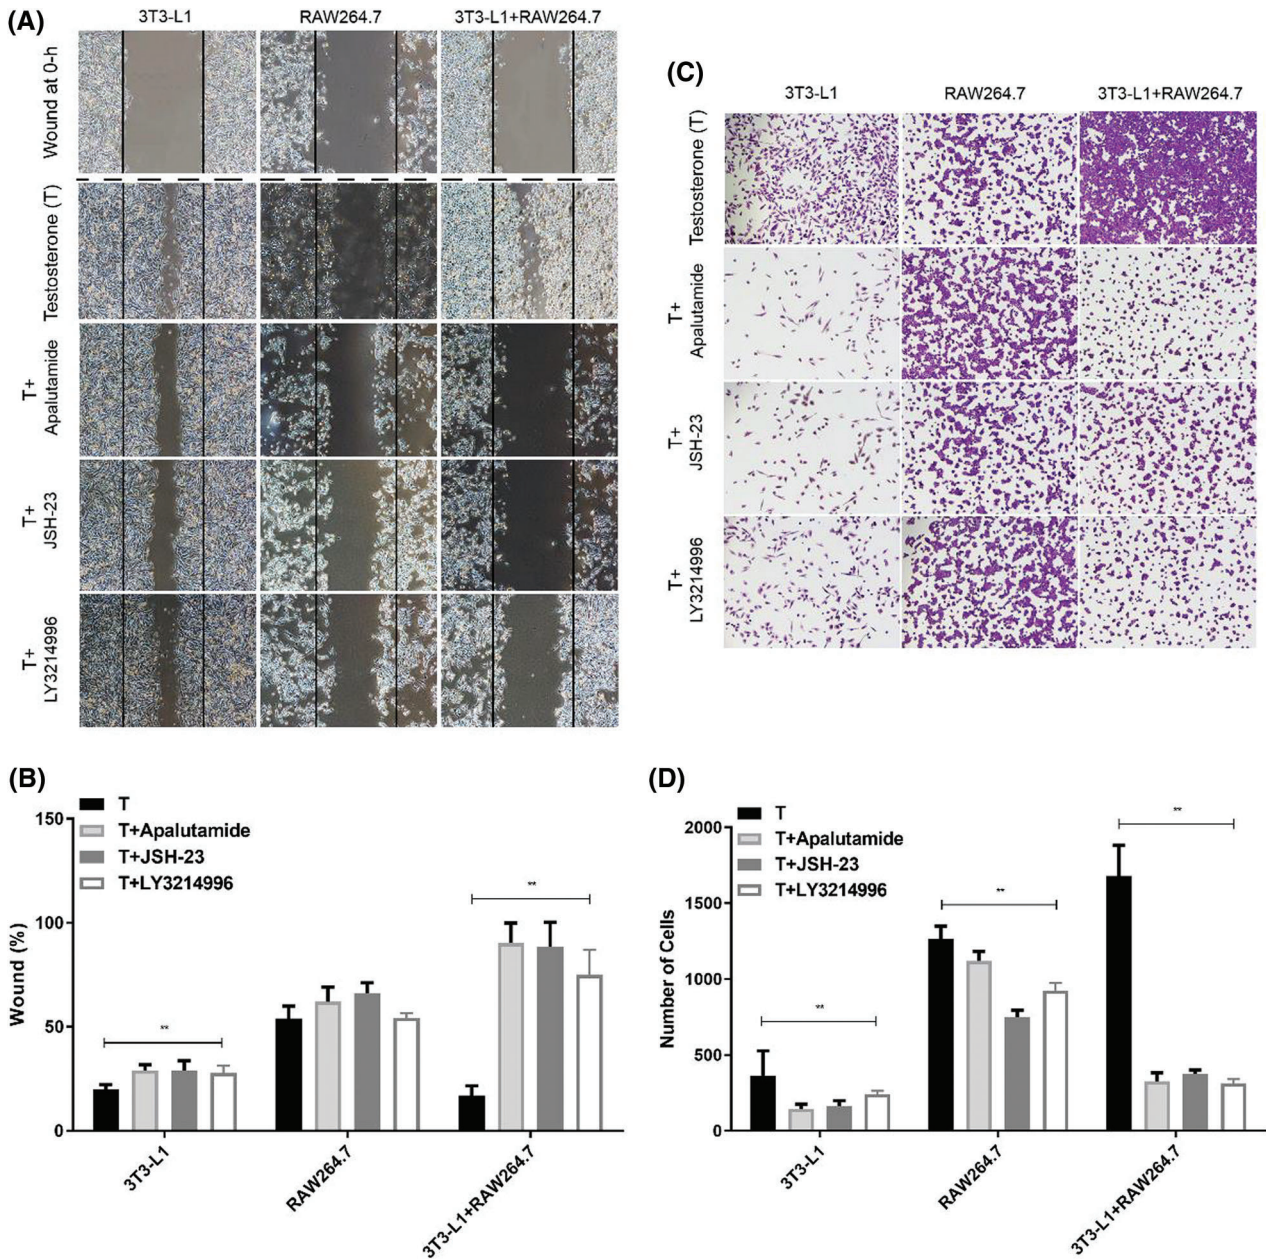 (A)
3T3-L1
RAW264.7
3T3-L1+RAW264.7
Wound at 0-h
Testosterone (T)
T+
Apalutamide
T+
JSH-23
T+
LY3214996
(C)
3T3-L1
RAW264.7
3T3-L1+RAW264.7
Testosterone (T)
T+
Apalutamide
T+
JSH-23
T+
LY3214996
(B)
T
T+Apalutamide
T+JSH-23
T+LY3214996
Wound (%)
150
100
50
0
**
**
3T3-L1
RAW264.7
3T3-L1+RAW264.7
(D)
T
T+Apalutamide
T+JSH-23
T+LY3214996
Number of Cells
2000
1500
1000
500
0
**
**
**
3T3-L1
RAW264.7
3T3-L1+RAW264.7